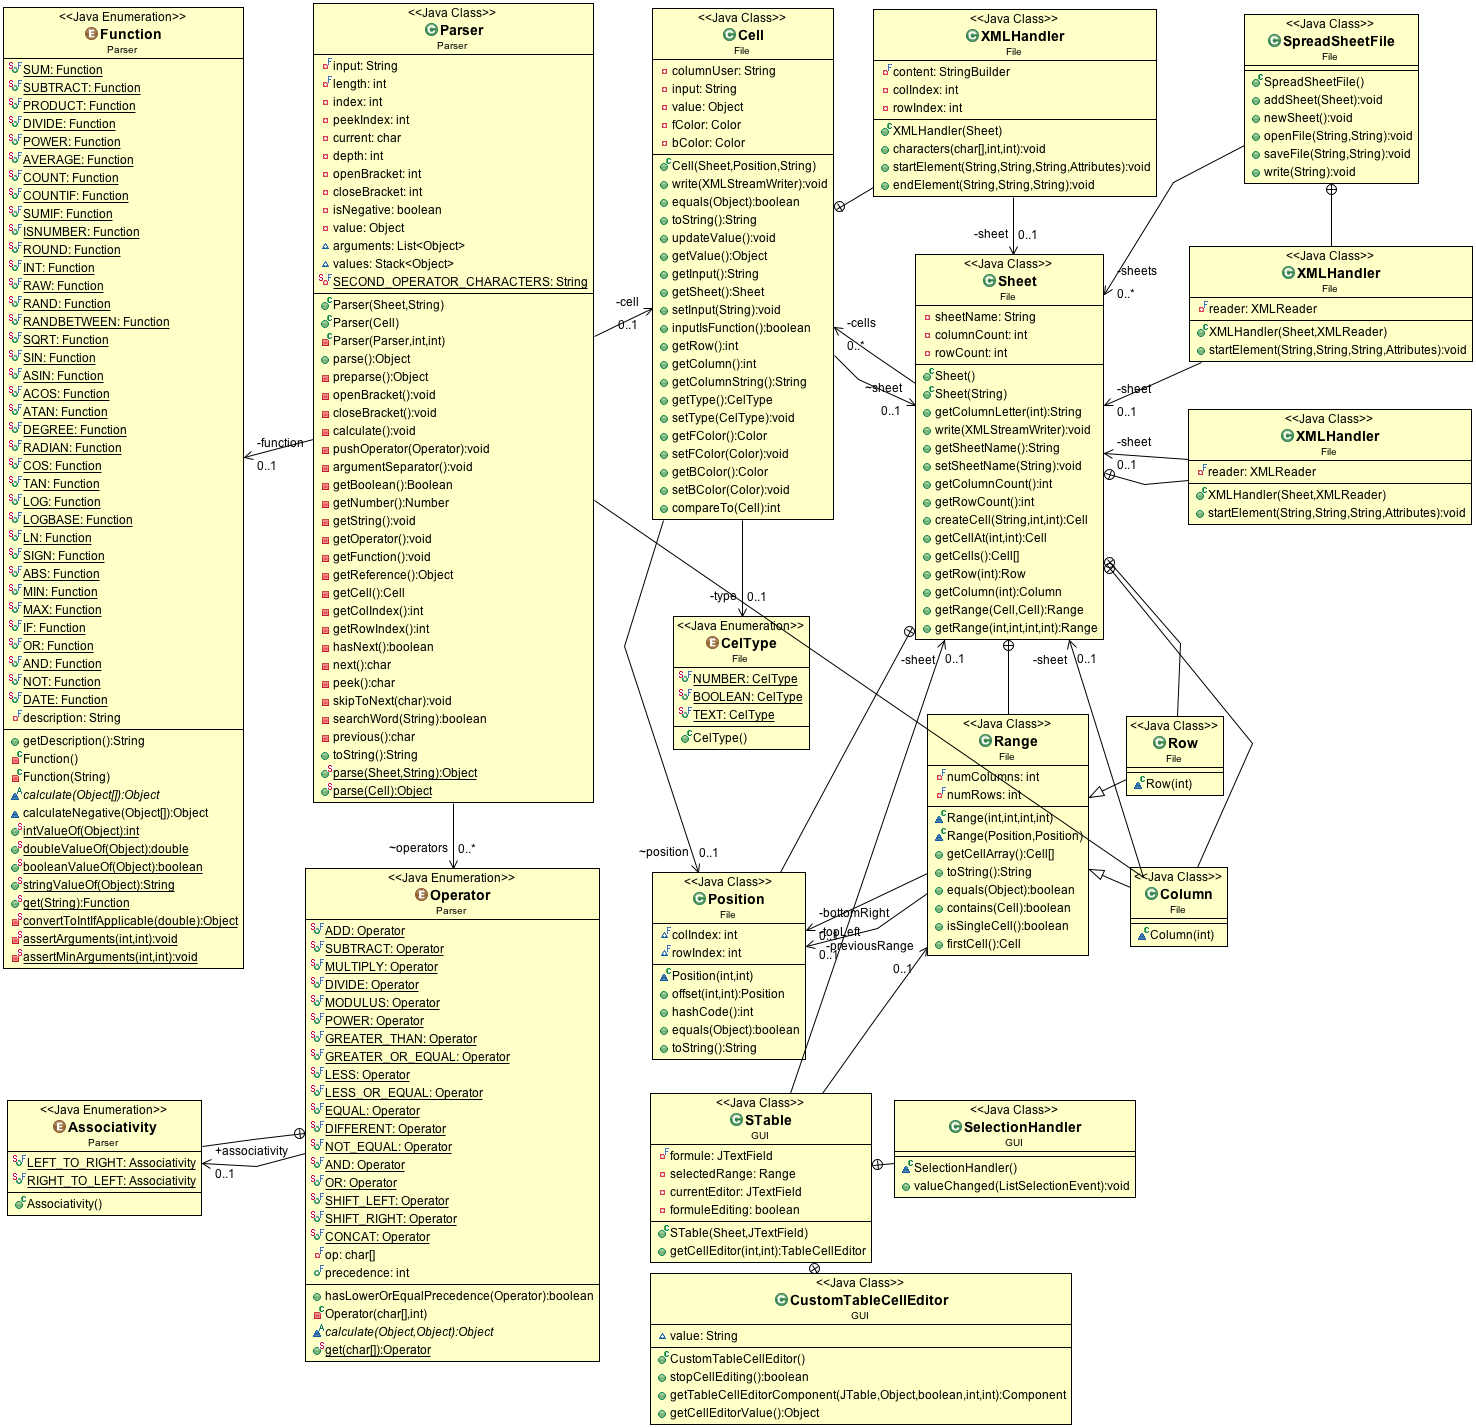 <<Java Enumeration>>
Function
Parser
SUM: Function
SUBTRACT: Function
PRODUCT: Function
DIVIDE: Function
POWER: Function
AVERAGE: Function
COUNT: Function
COUNTIF: Function
SUMIF: Function
ISNUMBER: Function
ROUND: Function
INT: Function
RAW: Function
RAND: Function
RANDBETWEEN: Function
SQRT: Function
SIN: Function
ASIN: Function
ACOS: Function
ATAN: Function
DEGREE: Function
RADIAN: Function
COS: Function
TAN: Function
LOG: Function
LOGBASE: Function
LN: Function
SIGN: Function
ABS: Function
MIN: Function
MAX: Function
IF: Function
OR: Function
AND: Function
NOT: Function
DATE: Function
description: String
getDescription():String
Function()
Function(String)
calculate(Object[]):Object
calculateNegative(Object[]):Object
intValueOf(Object):int
doubleValueOf(Object):double
booleanValueOf(Object):boolean
stringValueOf(Object):String
get(String):Function
convertToIntIfApplicable(double):Object
assertArguments(int,int):void
assertMinArguments(int,int):void
-function
0..1
<<Java Class>>
Parser
Parser
input: String
length: int
index: int
peekIndex: int
current: char
depth: int
openBracket: int
closeBracket: int
isNegative: boolean
value: Object
arguments: List<Object>
values: Stack<Object>
SECOND_OPERATOR_CHARACTERS: String
Parser(Sheet,String)
Parser(Cell)
Parser(Parser,int,int)
parse():Object
preparse():Object
openBracket():void
closeBracket():void
calculate():void
pushOperator(Operator):void
argumentSeparator():void
getBoolean():Boolean
getNumber():Number
getString():void
getOperator():void
getFunction():void
getReference():Object
getCell():Cell
getColIndex():int
getRowIndex():int
hasNext():boolean
next():char
peek():char
skipToNext(char):void
searchWord(String):boolean
previous():char
toString():String
parse(Sheet,String):Object
parse(Cell):Object
-cell
0..1
~operators
0..*
<<Java Class>>
Cell
File
columnUser: String
input: String
value: Object
fColor: Color
bColor: Color
Cell(Sheet,Position,String)
write(XMLStreamWriter):void
equals(Object):boolean
toString():String
updateValue():void
getValue():Object
getInput():String
getSheet():Sheet
setInput(String):void
inputIsFunction():boolean
getRow():int
getColumn():int
getColumnString():String
getType():CelType
setType(CelType):void
getFColor():Color
setFColor(Color):void
getBColor():Color
setBColor(Color):void
compareTo(Cell):int
-cells
0..*
~sheet
0..1
-type
0..1
<<Java Class>>
XMLHandler
File
content: StringBuilder
colIndex: int
rowIndex: int
XMLHandler(Sheet)
characters(char[],int,int):void
startElement(String,String,String,Attributes):void
endElement(String,String,String):void
-sheet
0..1
<<Java Class>>
SpreadSheetFile
File
SpreadSheetFile()
addSheet(Sheet):void
newSheet():void
openFile(String,String):void
saveFile(String,String):void
write(String):void
-sheets
0..*
<<Java Class>>
Sheet
File
sheetName: String
columnCount: int
rowCount: int
Sheet()
Sheet(String)
getColumnLetter(int):String
write(XMLStreamWriter):void
getSheetName():String
setSheetName(String):void
getColumnCount():int
getRowCount():int
createCell(String,int,int):Cell
getCellAt(int,int):Cell
getCells():Cell[]
getRow(int):Row
getColumn(int):Column
getRange(Cell,Cell):Range
getRange(int,int,int,int):Range
<<Java Class>>
XMLHandler
File
reader: XMLReader
XMLHandler(Sheet,XMLReader)
startElement(String,String,String,Attributes):void
-sheet
0..1
<<Java Class>>
XMLHandler
File
reader: XMLReader
XMLHandler(Sheet,XMLReader)
startElement(String,String,String,Attributes):void
-sheet
0..1
<<Java Enumeration>>
CelType
File
NUMBER: CelType
BOOLEAN: CelType
TEXT: CelType
CelType()
-sheet
0..1
-sheet
0..1
<<Java Class>>
Range
File
numColumns: int
numRows: int
Range(int,int,int,int)
Range(Position,Position)
getCellArray():Cell[]
toString():String
equals(Object):boolean
contains(Cell):boolean
isSingleCell():boolean
firstCell():Cell
<<Java Class>>
Row
File
Row(int)
<<Java Class>>
Column
File
Column(int)
~position
0..1
<<Java Class>>
Position
File
colIndex: int
rowIndex: int
Position(int,int)
offset(int,int):Position
hashCode():int
equals(Object):boolean
toString():String
-bottomRight
0..1
-topLeft
0..1
-previousRange
0..1
<<Java Enumeration>>
Operator
Parser
ADD: Operator
SUBTRACT: Operator
MULTIPLY: Operator
DIVIDE: Operator
MODULUS: Operator
POWER: Operator
GREATER_THAN: Operator
GREATER_OR_EQUAL: Operator
LESS: Operator
LESS_OR_EQUAL: Operator
EQUAL: Operator
DIFFERENT: Operator
NOT_EQUAL: Operator
AND: Operator
OR: Operator
SHIFT_LEFT: Operator
SHIFT_RIGHT: Operator
CONCAT: Operator
op: char[]
precedence: int
hasLowerOrEqualPrecedence(Operator):boolean
Operator(char[],int)
calculate(Object,Object):Object
get(char[]):Operator
<<Java Enumeration>>
Associativity
Parser
LEFT_TO_RIGHT: Associativity
RIGHT_TO_LEFT: Associativity
Associativity()
+associativity
0..1
<<Java Class>>
STable
GUI
formule: JTextField
selectedRange: Range
currentEditor: JTextField
formuleEditing: boolean
STable(Sheet,JTextField)
getCellEditor(int,int):TableCellEditor
<<Java Class>>
SelectionHandler
GUI
SelectionHandler()
valueChanged(ListSelectionEvent):void
<<Java Class>>
CustomTableCellEditor
GUI
value: String
CustomTableCellEditor()
stopCellEditing():boolean
getTableCellEditorComponent(JTable,Object,boolean,int,int):Component
getCellEditorValue():Object